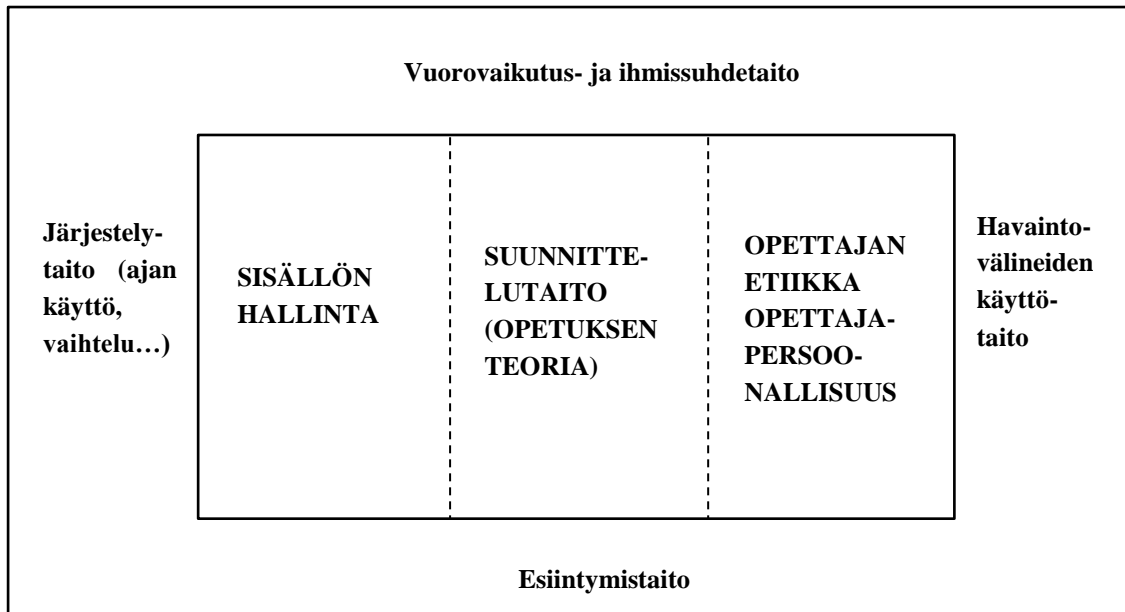 Vuorovaikutus- ja ihmissuhdetaito
Järjestely-
taito (ajan
käyttö,
vaihtelu…)
SISÄLLÖN
HALLINTA
SUUNNITTE-
LUTAITO
(OPETUKSEN
TEORIA)
OPETTAJAN
ETIIKKA
OPETTAJA-
PERSOO-
NALLISUUS
Havainto-
välineiden
käyttö-
taito
Esiintymistaito